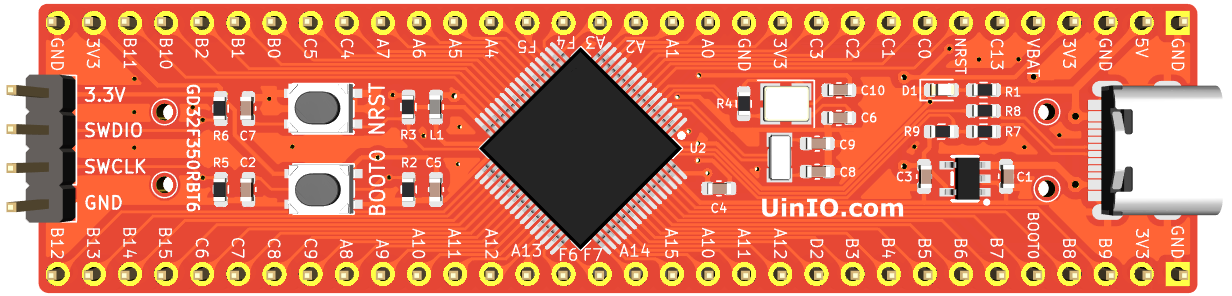 GND 3V3 B11 B10 B2 B1 B0 C5 C4 A7 A6 A5 A4 F5 F4 A3 A2 A1 A0 GND 3V3 C3 C2 C1 C0 NRST C13 VBAT 3V3 GND 5V GND
3.3V
SWDIO
SWCLK
GND
GD32F350RBT6
R6 C7
R5 C2
NRST
BOOT0
R3 L1
R2 C5
U2
R4
C10
C6
C9
C8
C4
D1
R1
R8
R9 R7
C3 C1
UinIO.com
B12 B13 B14 B15 C6 C7 C8 C9 A8 A9 A10 A11 A12 A13 F6 F7 A14 A15 A10 A11 A12 D2 B3 B4 B5 B6 B7 BOOT0 B8 B9 3V3 GND